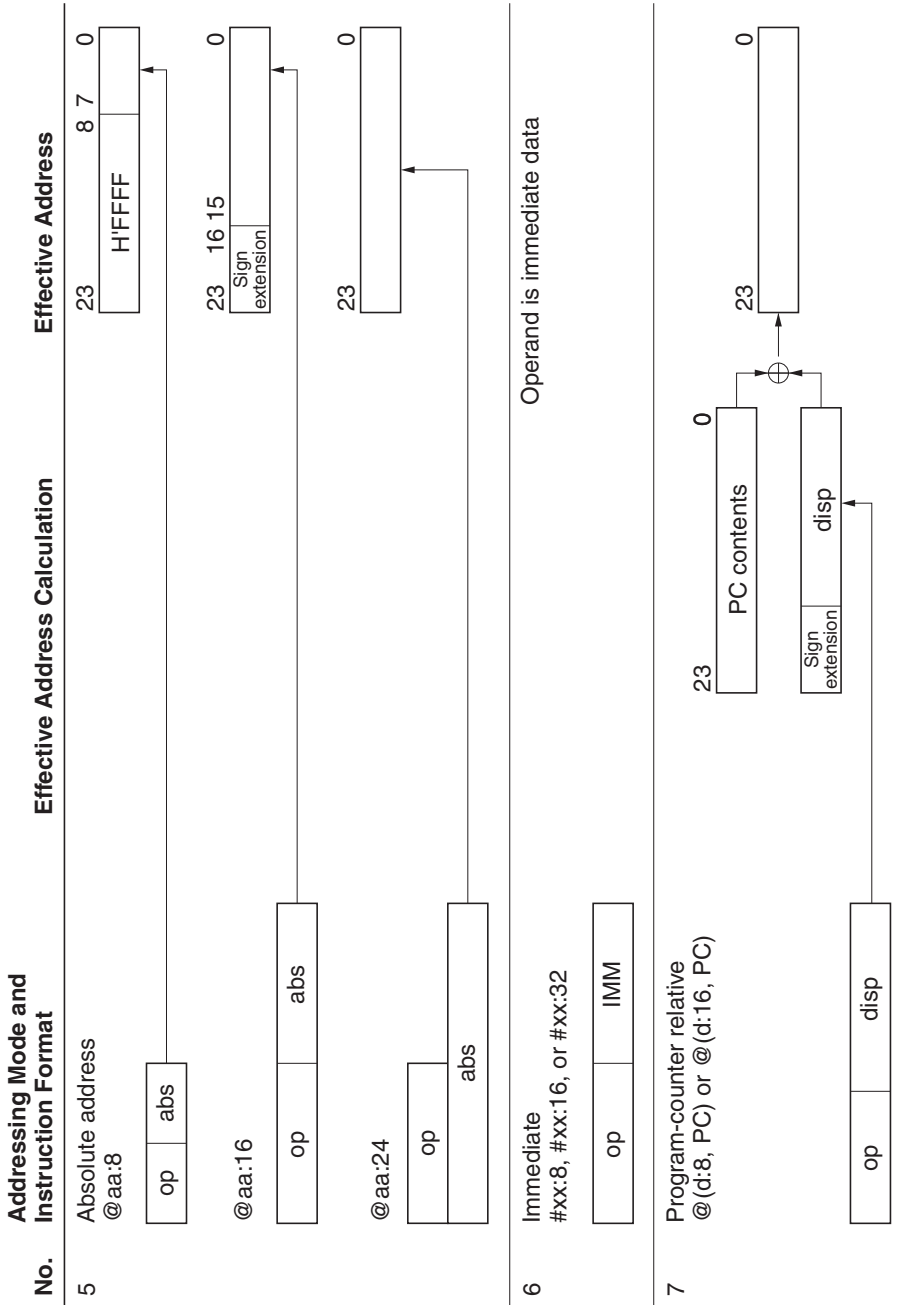 No.
Addressing Mode and
Instruction Format
Effective Address Calculation
Effective Address
5
Absolute address
@aa:8
op abs
23 8 7 0
H'FFFF
@aa:16
op abs
23 16 15 0
Sign
extension
@aa:24
op
abs
23 0
6
Immediate
#xx:8, #xx:16, or #xx:32
op IMM
Operand is immediate data
7
Program-counter relative
@(d:8, PC) or @(d:16, PC)
op disp
23 0
PC contents
Sign
extension
disp
23 0